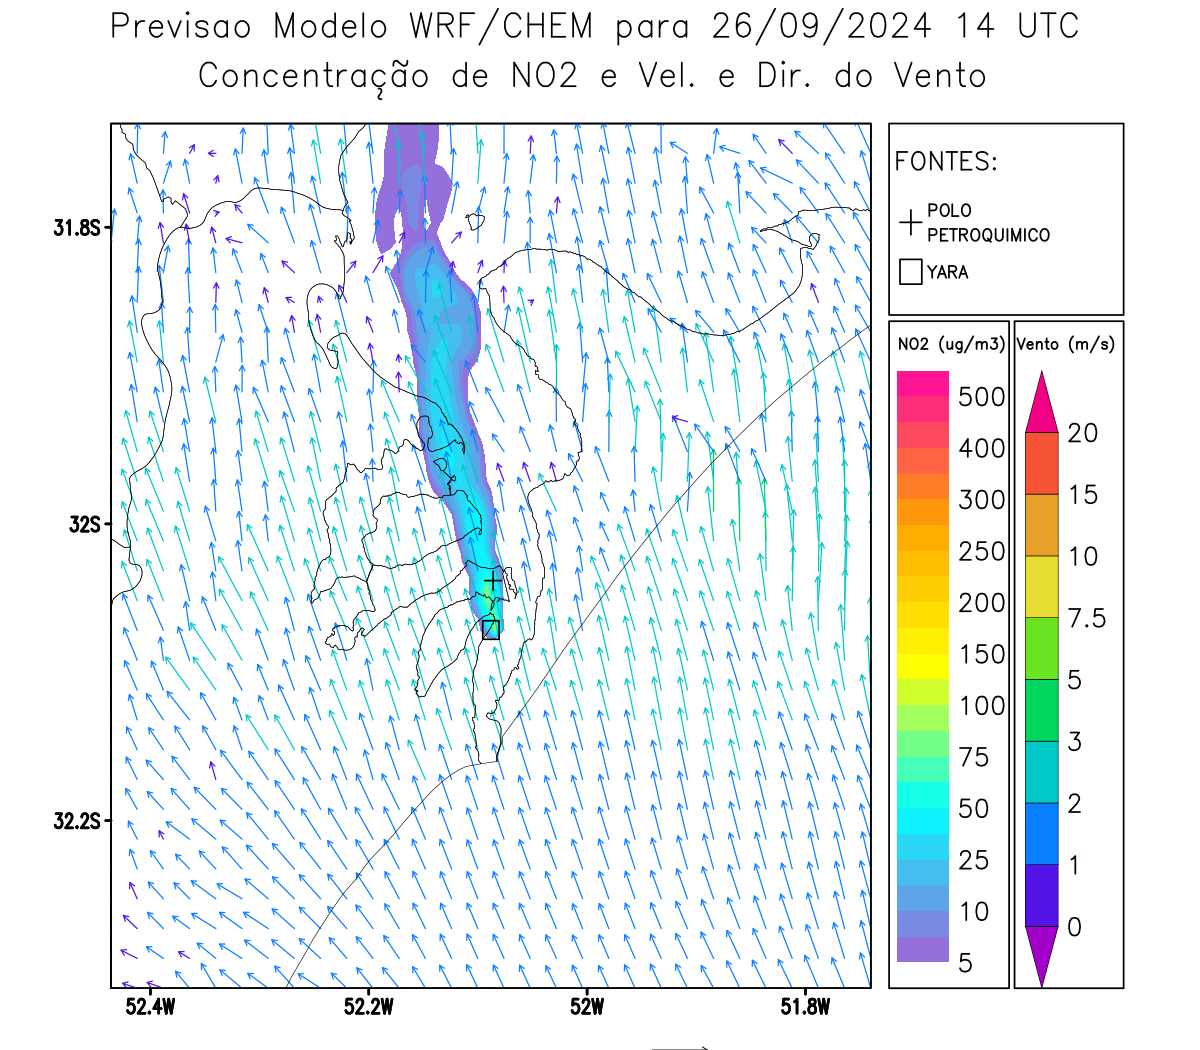 Previsao Modelo WRF/CHEM para 26/09/2024 14 UTC
Concentração de NO2 e Vel. e Dir. do Vento
FONTES:
POLO
PETROQUIMICO
YARA
31.8S
32S
32.2S
52.4W 52.2W 52W 51.8W
NO2 (ug/m3)
500
400
300
250
200
150
100
75
50
25
10
5
Vento (m/s)
20
15
10
7.5
5
3
2
1
0